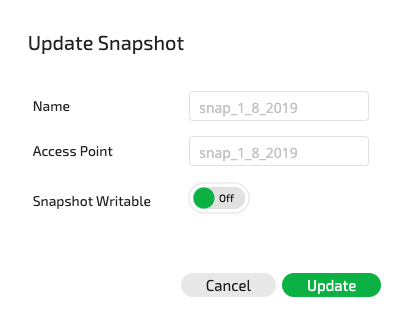 Update Snapshot
Name
snap_1_8_2019
Access Point
snap_1_8_2019
Snapshot Writable
Off
Cancel
Update